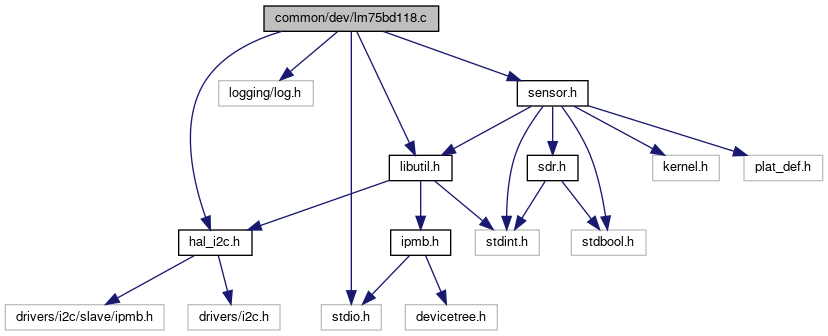 common/dev/lm75bd118.c
logging/log.h
sensor.h
libutil.h
sdr.h
kernel.h
plat_def.h
hal_i2c.h
ipmb.h
stdint.h
stdbool.h
drivers/i2c/slave/ipmb.h
drivers/i2c.h
stdio.h
devicetree.h